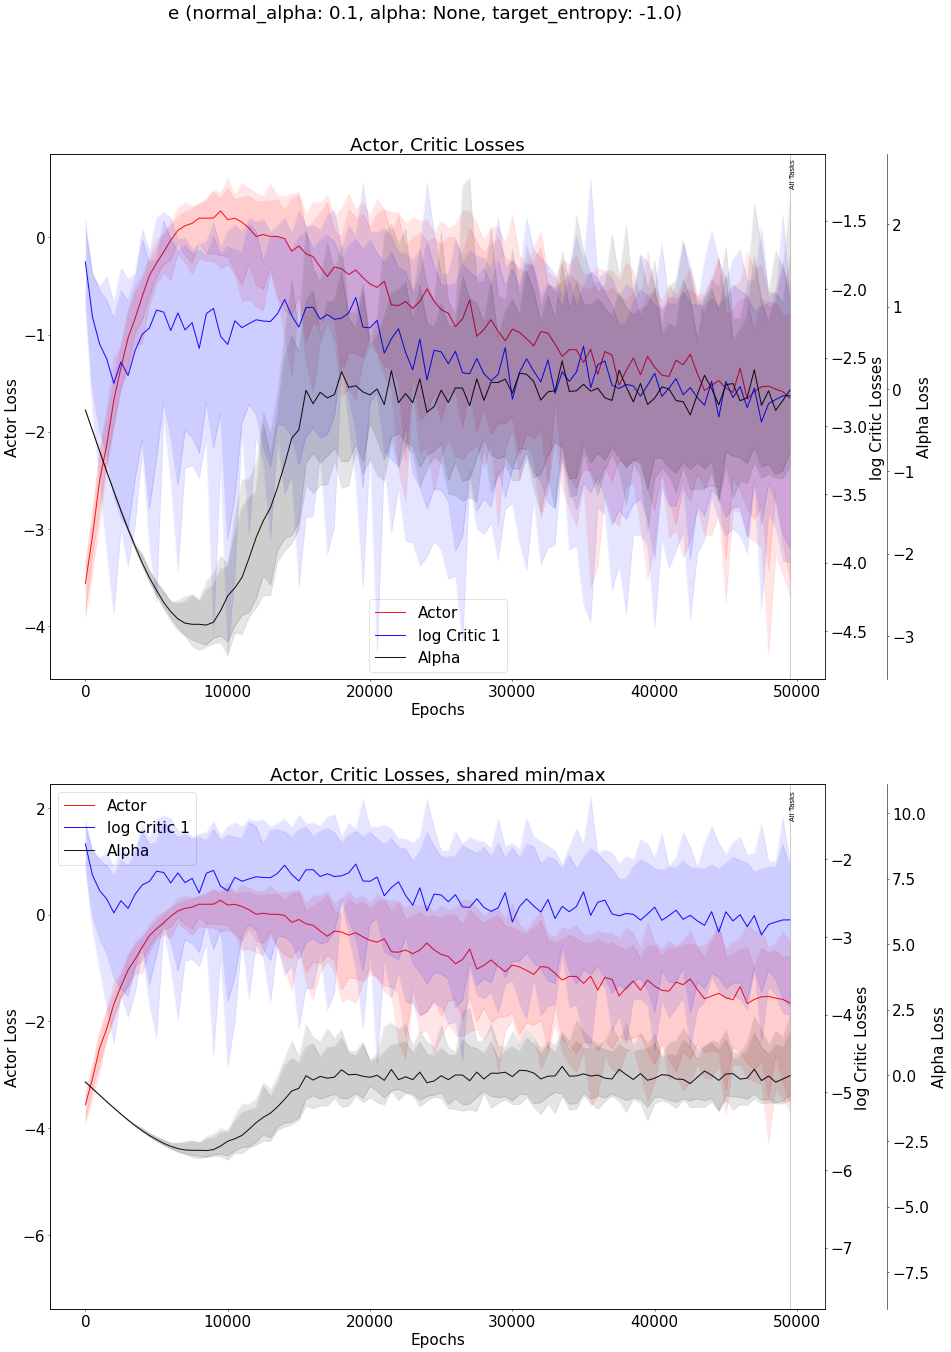 e (normal_alpha: 0.1, alpha: None, target_entropy: -1.0)
Actor, Critic Losses
All Tasks
0
−1
−2
−3
−4
Actor Loss
−1.5
−2.0
−2.5
−3.0
−3.5
−4.0
−4.5
log Critic Losses
2
1
0
−1
−2
−3
Alpha Loss
Actor
log Critic 1
Alpha
0
10000
20000
30000
40000
50000
Epochs
Actor, Critic Losses, shared min/max
All Tasks
Actor
log Critic 1
Alpha
2
0
−2
−4
−6
Actor Loss
−2
−3
−4
−5
−6
−7
log Critic Losses
10.0
7.5
5.0
2.5
0.0
−2.5
−5.0
−7.5
Alpha Loss
0
10000
20000
30000
40000
50000
Epochs